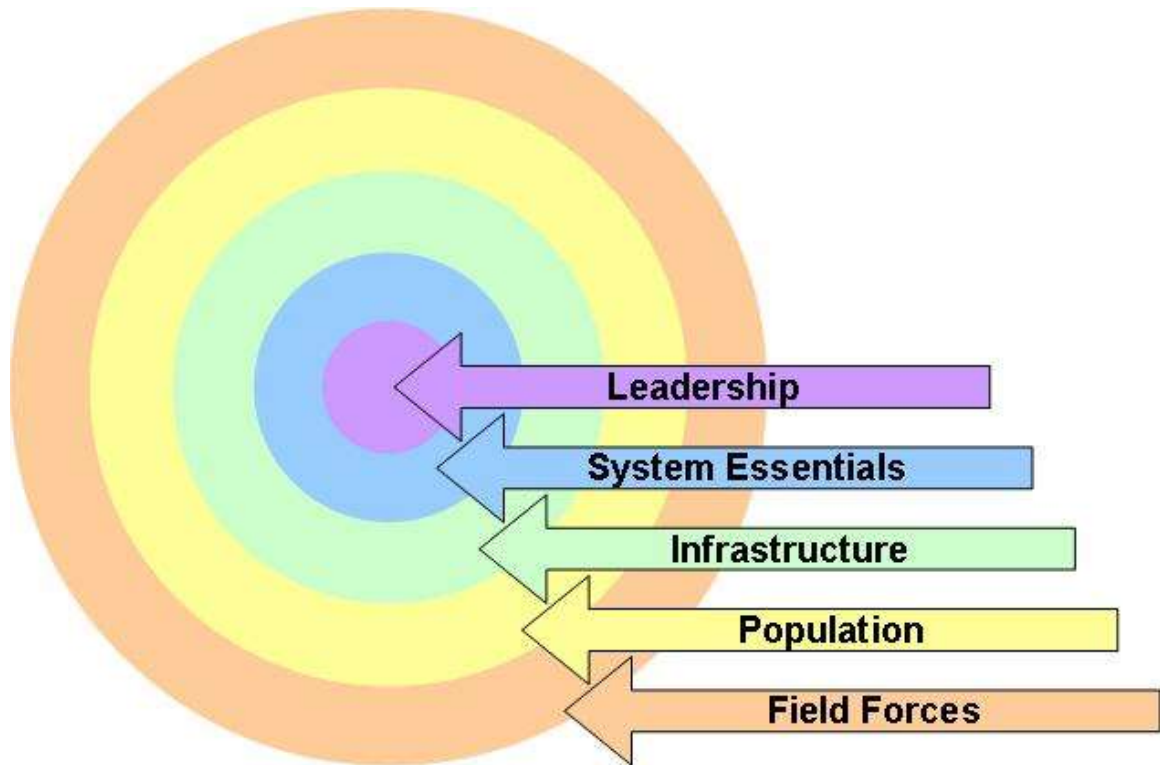 Leadership
System Essentials
Infrastructure
Population
Field Forces